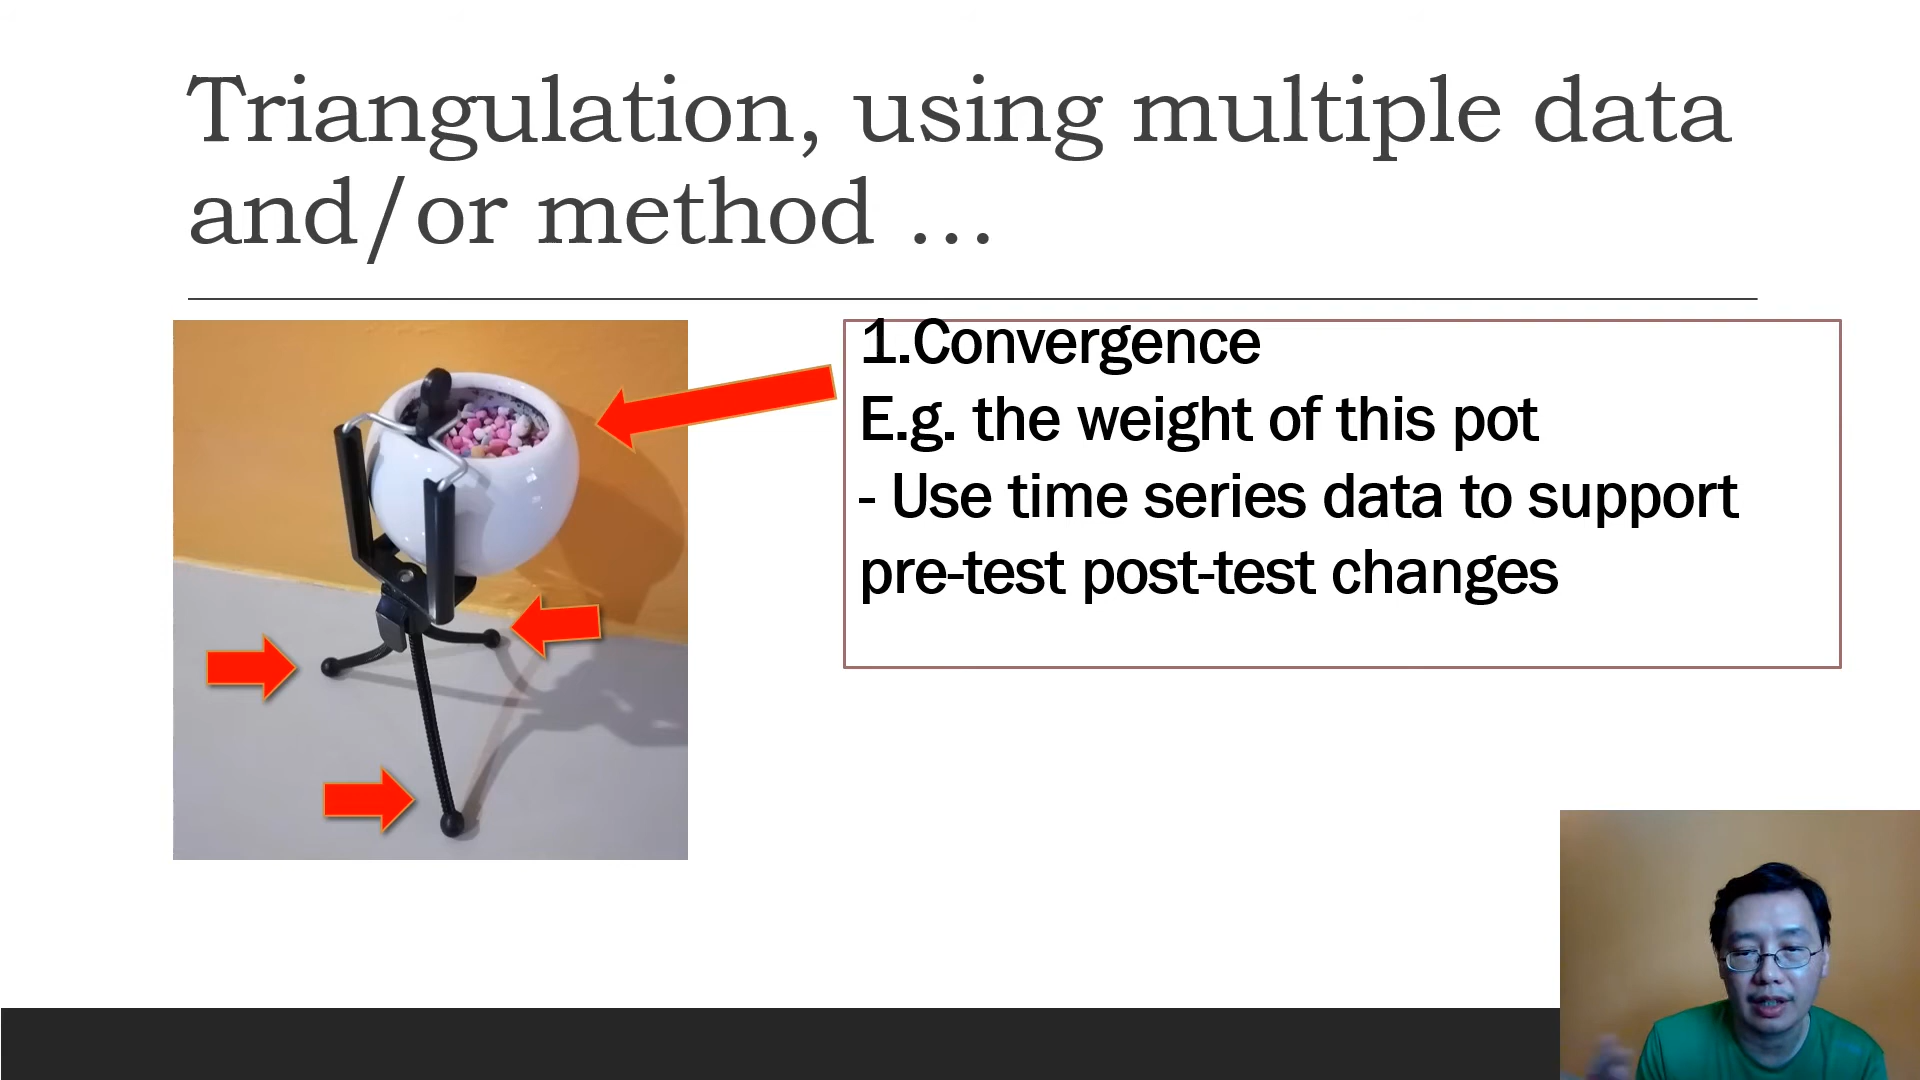 Triangulation, using multiple data
and/or method ...
1.Convergence
E.g. the weight of this pot
- Use time series data to support
pre-test post-test changes